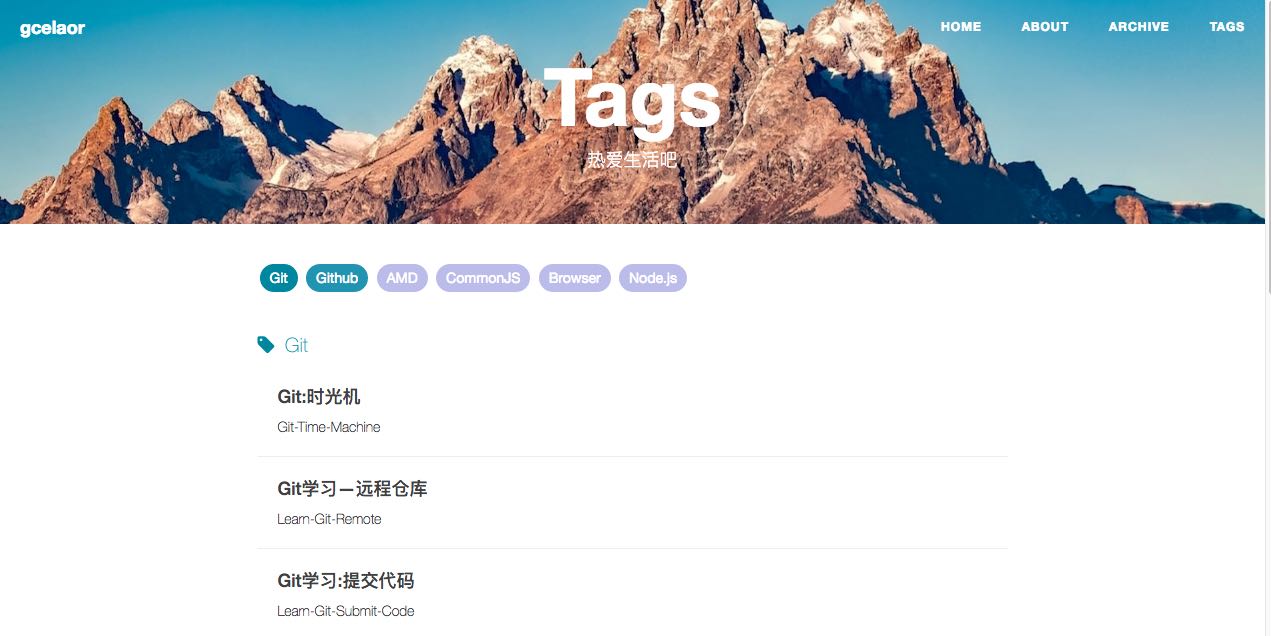 gcelaor
HOME ABOUT ARCHIVE TAGS
Tags
热爱生活吧
Git Github AMD CommonJS Browser Node.js
Git
Git:时光机
Git-Time-Machine
Git学习—远程仓库
Learn-Git-Remote
Git学习:提交代码
Learn-Git-Submit-Code